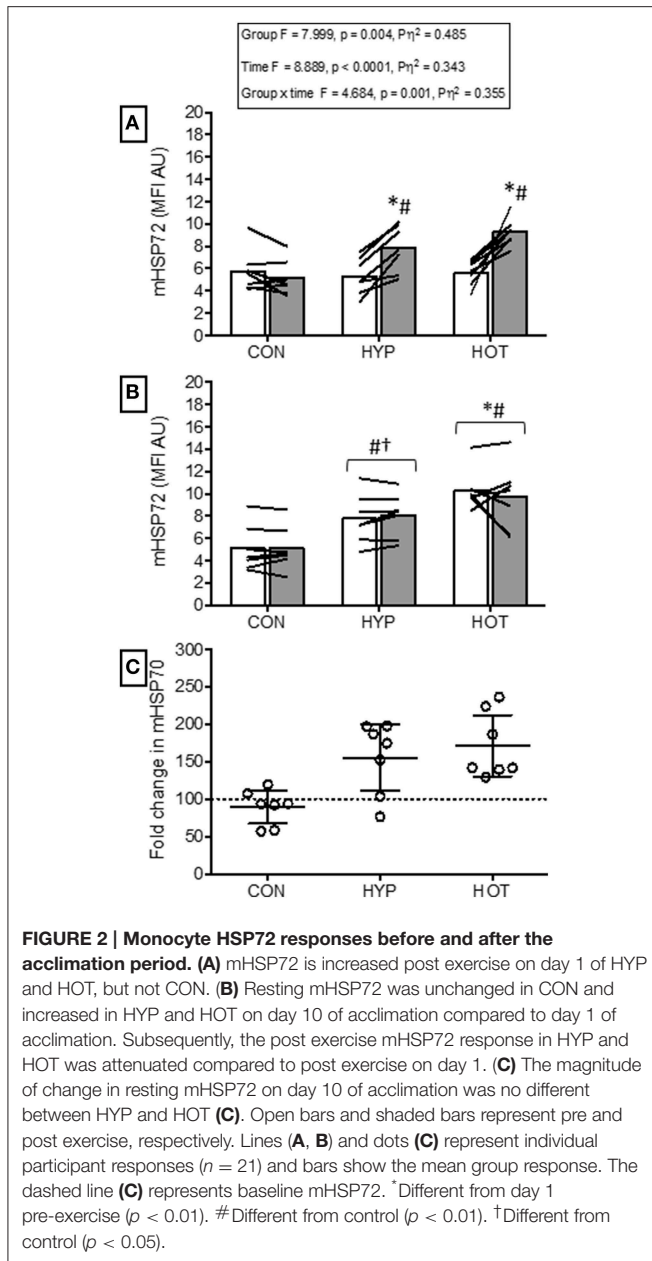 Group F = 7.999, p = 0.004, Pη² = 0.485
Time F = 8.889, p < 0.0001, Pη² = 0.343
Group x time F = 4.684, p = 0.001, Pη² = 0.355
A
mHSP72 (MFI AU)
20
18
16
14
12
10
8
6
4
2
0
*#
*#
CON HYP HOT
B
mHSP72 (MFI AU)
20
18
16
14
12
10
8
6
4
2
0
#†
*#
CON HYP HOT
C
Fold change in mHSP70
300
250
200
150
100
50
0
CON HYP HOT
FIGURE 2 | Monocyte HSP72 responses before and after the
acclimation period. (A) mHSP72 is increased post exercise on day 1 of HYP
and HOT, but not CON. (B) Resting mHSP72 was unchanged in CON and
increased in HYP and HOT on day 10 of acclimation compared to day 1 of
acclimation. Subsequently, the post exercise mHSP72 response in HYP and
HOT was attenuated compared to post exercise on day 1. (C) The magnitude
of change in resting mHSP72 on day 10 of acclimation was no different
between HYP and HOT (C). Open bars and shaded bars represent pre and
post exercise, respectively. Lines (A, B) and dots (C) represent individual
participant responses (n = 21) and bars show the mean group response. The
dashed line (C) represents baseline mHSP72. *Different from day 1
pre-exercise (p < 0.01). #Different from control (p < 0.01). †Different from
control (p < 0.05).